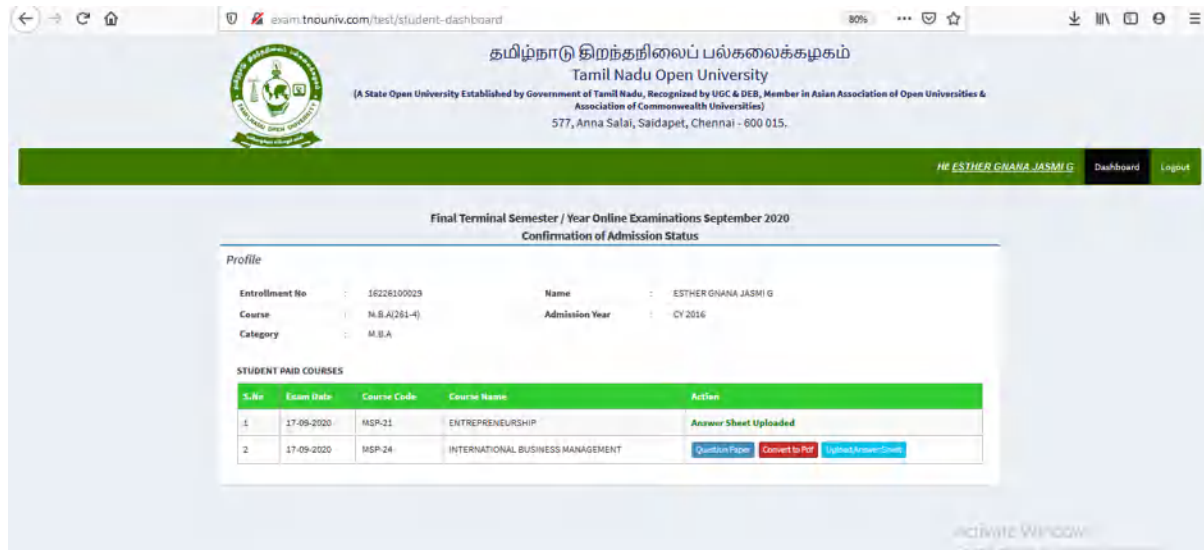 exam.tnouniv.com/test/student-dashboard 80%
தமிழ்நாடு திறந்தநிலைப் பல்கலைக்கழகம்
Tamil Nadu Open University
(A State Open University Established by Government of Tamil Nadu, Recognized by UGC & DEB, Member in Asian Association of Open Universities &
Association of Commonwealth Universities)
577, Anna Salai, Saidapet, Chennai - 600 015.
Hi! ESTHER GNANA JASMI G Dashboard Logout
Final Terminal Semester / Year Online Examinations September 2020
Confirmation of Admission Status
Profile
Entrollment No : 16226100029 Name : ESTHER GNANA JASMI G
Course : M.B.A(261-4) Admission Year : CY 2016
Category : M.B.A
STUDENT PAID COURSES
S.No Exam Date Course Code Course Name Action
1 17-09-2020 MSP-21 ENTREPRENEURSHIP Answer Sheet Uploaded
2 17-09-2020 MSP-24 INTERNATIONAL BUSINESS MANAGEMENT Question Paper Convert to Pdf Upload Answer Sheet
Activate Windows